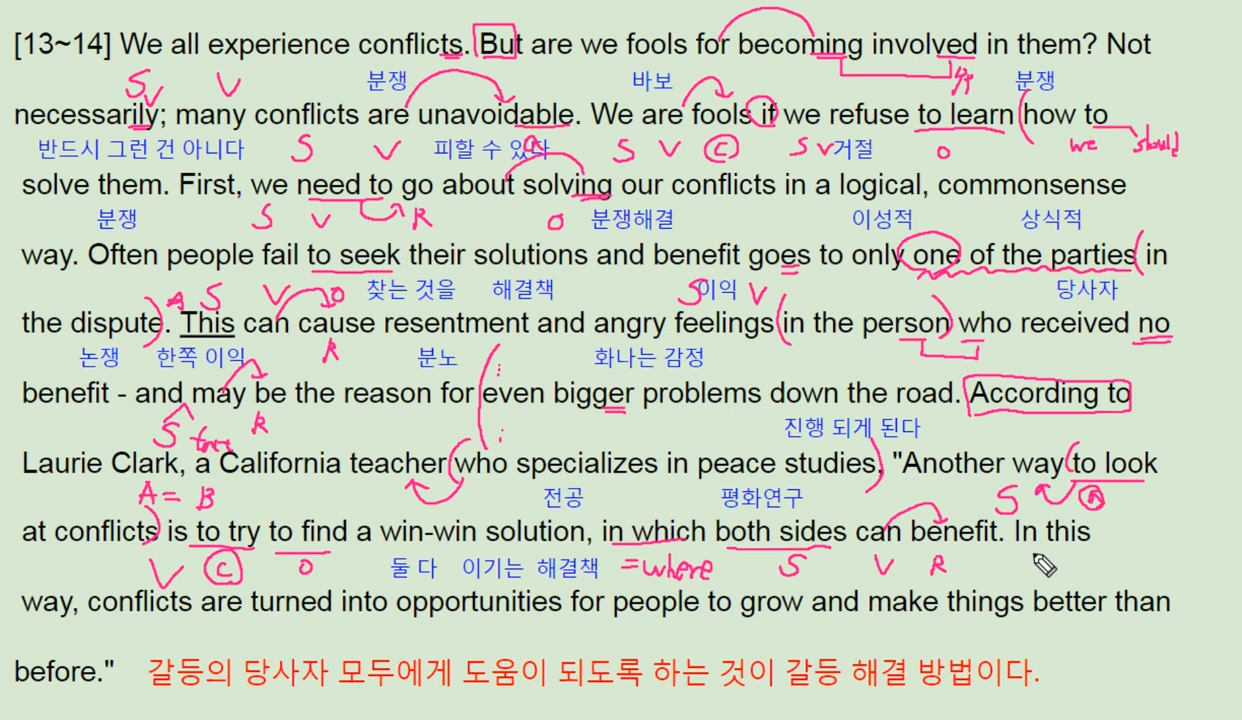 [13~14] We all experience conflicts. But are we fools for becoming involved in them? Not
S V 분쟁 바보 분쟁
necessarily; many conflicts are unavoidable. We are fools if we refuse to learn how to
반드시 그런 건 아니다 S V 피할 수 있다 S V C S V 거절 O we should
solve them. First, we need to go about solving our conflicts in a logical, commonsense
분쟁 S V R O 분쟁해결 이성적 상식적
way. Often people fail to seek their solutions and benefit goes to only one of the parties in
A S V O 찾는 것을 해결책 S 이익 V 당사자
the dispute. This can cause resentment and angry feelings in the person who received no
논쟁 한쪽 이익 R 분노 화나는 감정
benefit - and may be the reason for even bigger problems down the road. According to
S R 진행 되게 된다
Laurie Clark, a California teacher who specializes in peace studies, "Another way to look
A = B 전공 평화연구 S
at conflicts is to try to find a win-win solution, in which both sides can benefit. In this
V C O 둘 다 이기는 해결책 =where S V R
way, conflicts are turned into opportunities for people to grow and make things better than
before." 갈등의 당사자 모두에게 도움이 되도록 하는 것이 갈등 해결 방법이다.